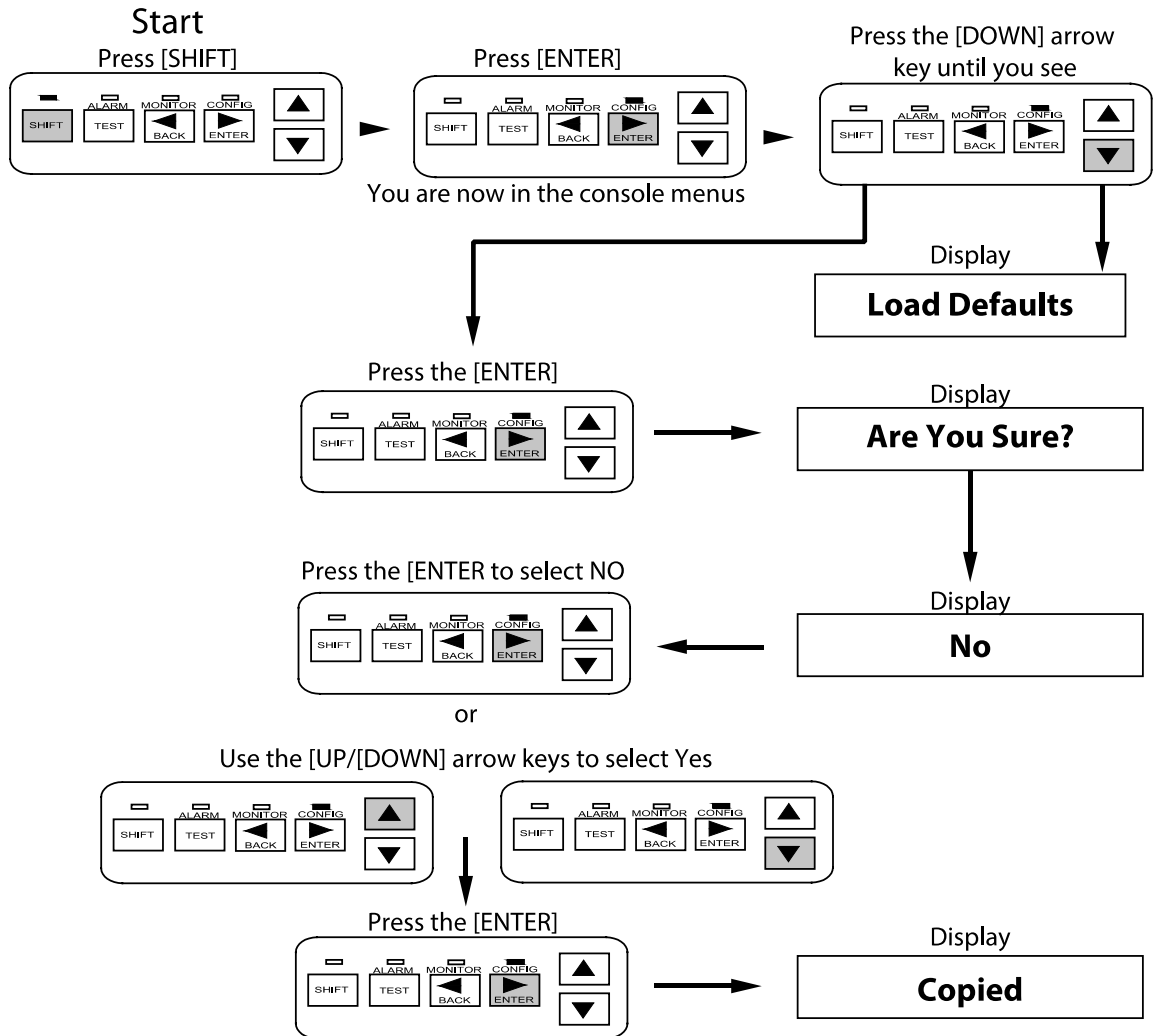 Start
Press [SHIFT]
ALARM MONITOR CONFIG
SHIFT TEST BACK ENTER
Press [ENTER]
ALARM MONITOR CONFIG
SHIFT TEST BACK ENTER
You are now in the console menus
Press the [DOWN] arrow
key until you see
ALARM MONITOR CONFIG
SHIFT TEST BACK ENTER
Display
Load Defaults
Press the [ENTER]
ALARM MONITOR CONFIG
SHIFT TEST BACK ENTER
Display
Are You Sure?
Display
No
Press the [ENTER to select NO
ALARM MONITOR CONFIG
SHIFT TEST BACK ENTER
or
Use the [UP/[DOWN] arrow keys to select Yes
ALARM MONITOR CONFIG
SHIFT TEST BACK ENTER
ALARM MONITOR CONFIG
SHIFT TEST BACK ENTER
Press the [ENTER]
ALARM MONITOR CONFIG
SHIFT TEST BACK ENTER
Display
Copied